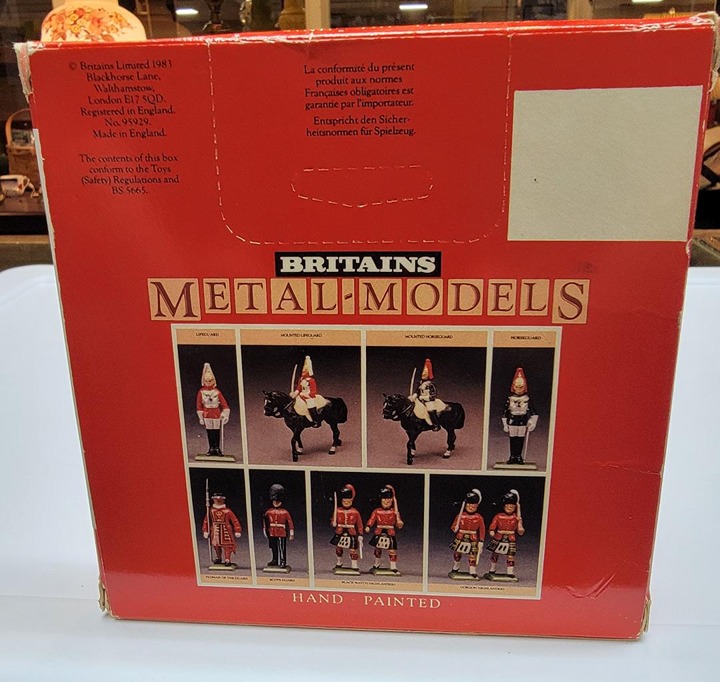 © Britains Limited 1983
Blackhorse Lane,
Walthamstow,
London E17 5QD.
Registered in England.
No. 95929.
Made in England.
The contents of this box
conform to the Toys
(Safety) Regulations and
BS 5665.
La conformité du présent
produit aux normes
Françaises obligatoires est
garantie par l'importateur.
Entspricht den Sicher-
heitsnormen für Spielzeug.
BRITAINS
METAL-MODELS
LIFEGUARD
MOUNTED LIFEGUARD
MOUNTED HORSEGUARD
HORSEGUARD
YEOMAN OF THE GUARD
SCOTS GUARD
BLACK WATCH HIGHLANDERS
GORDON HIGHLANDERS
HAND · PAINTED